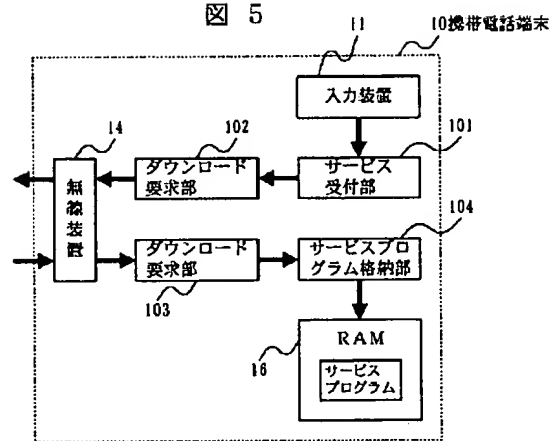 図 5
11
10携帯電話端末
入力装置
14
102
101
無線装置
ダウンロード
要求部
サービス
受付部
104
ダウンロード
要求部
サービスプロ
グラム格納部
103
RAM
16
サービス
プログラム